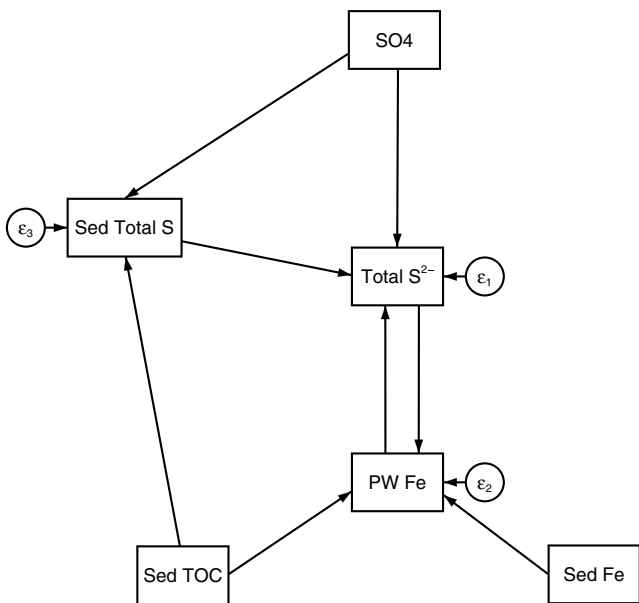 SO4
ε₃
Sed Total S
Total S²⁻
ε₁
PW Fe
ε₂
Sed TOC
Sed Fe